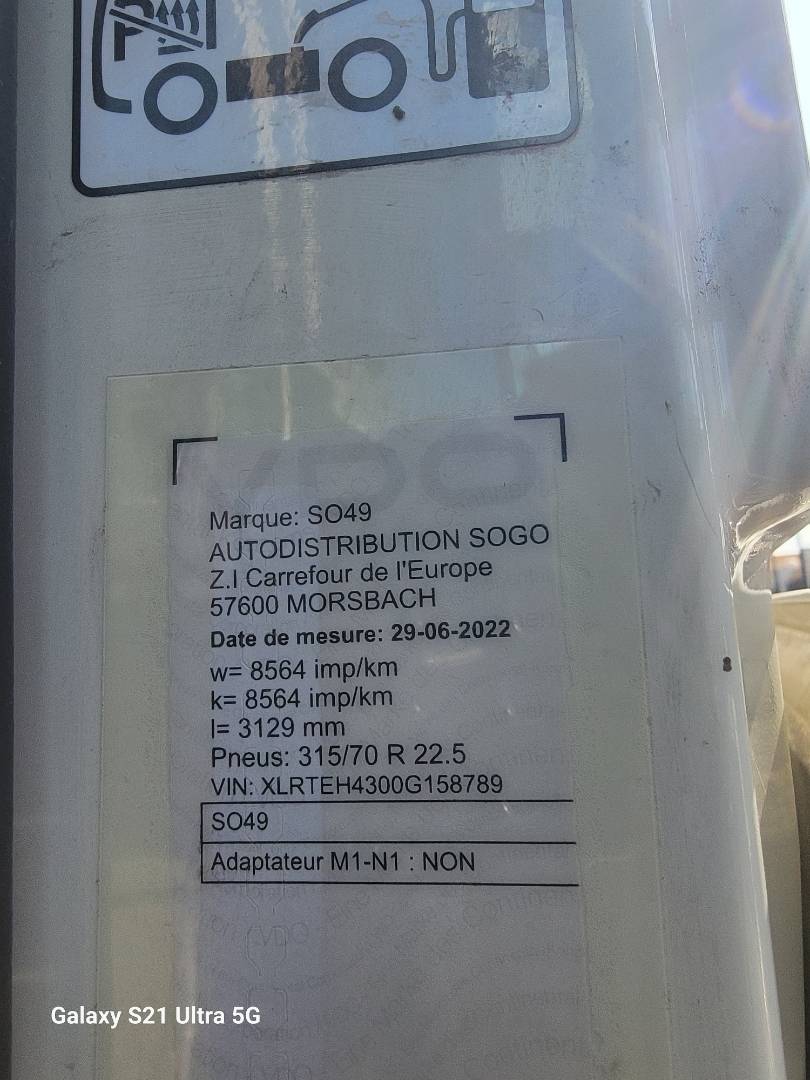 VDO
Marque: SO49
AUTODISTRIBUTION SOGO
Z.I Carrefour de l'Europe
57600 MORSBACH
Date de mesure: 29-06-2022
w= 8564 imp/km
k= 8564 imp/km
l= 3129 mm
Pneus: 315/70 R 22.5
VIN: XLRTEH4300G158789
SO49
Adaptateur M1-N1 : NON
Galaxy S21 Ultra 5G